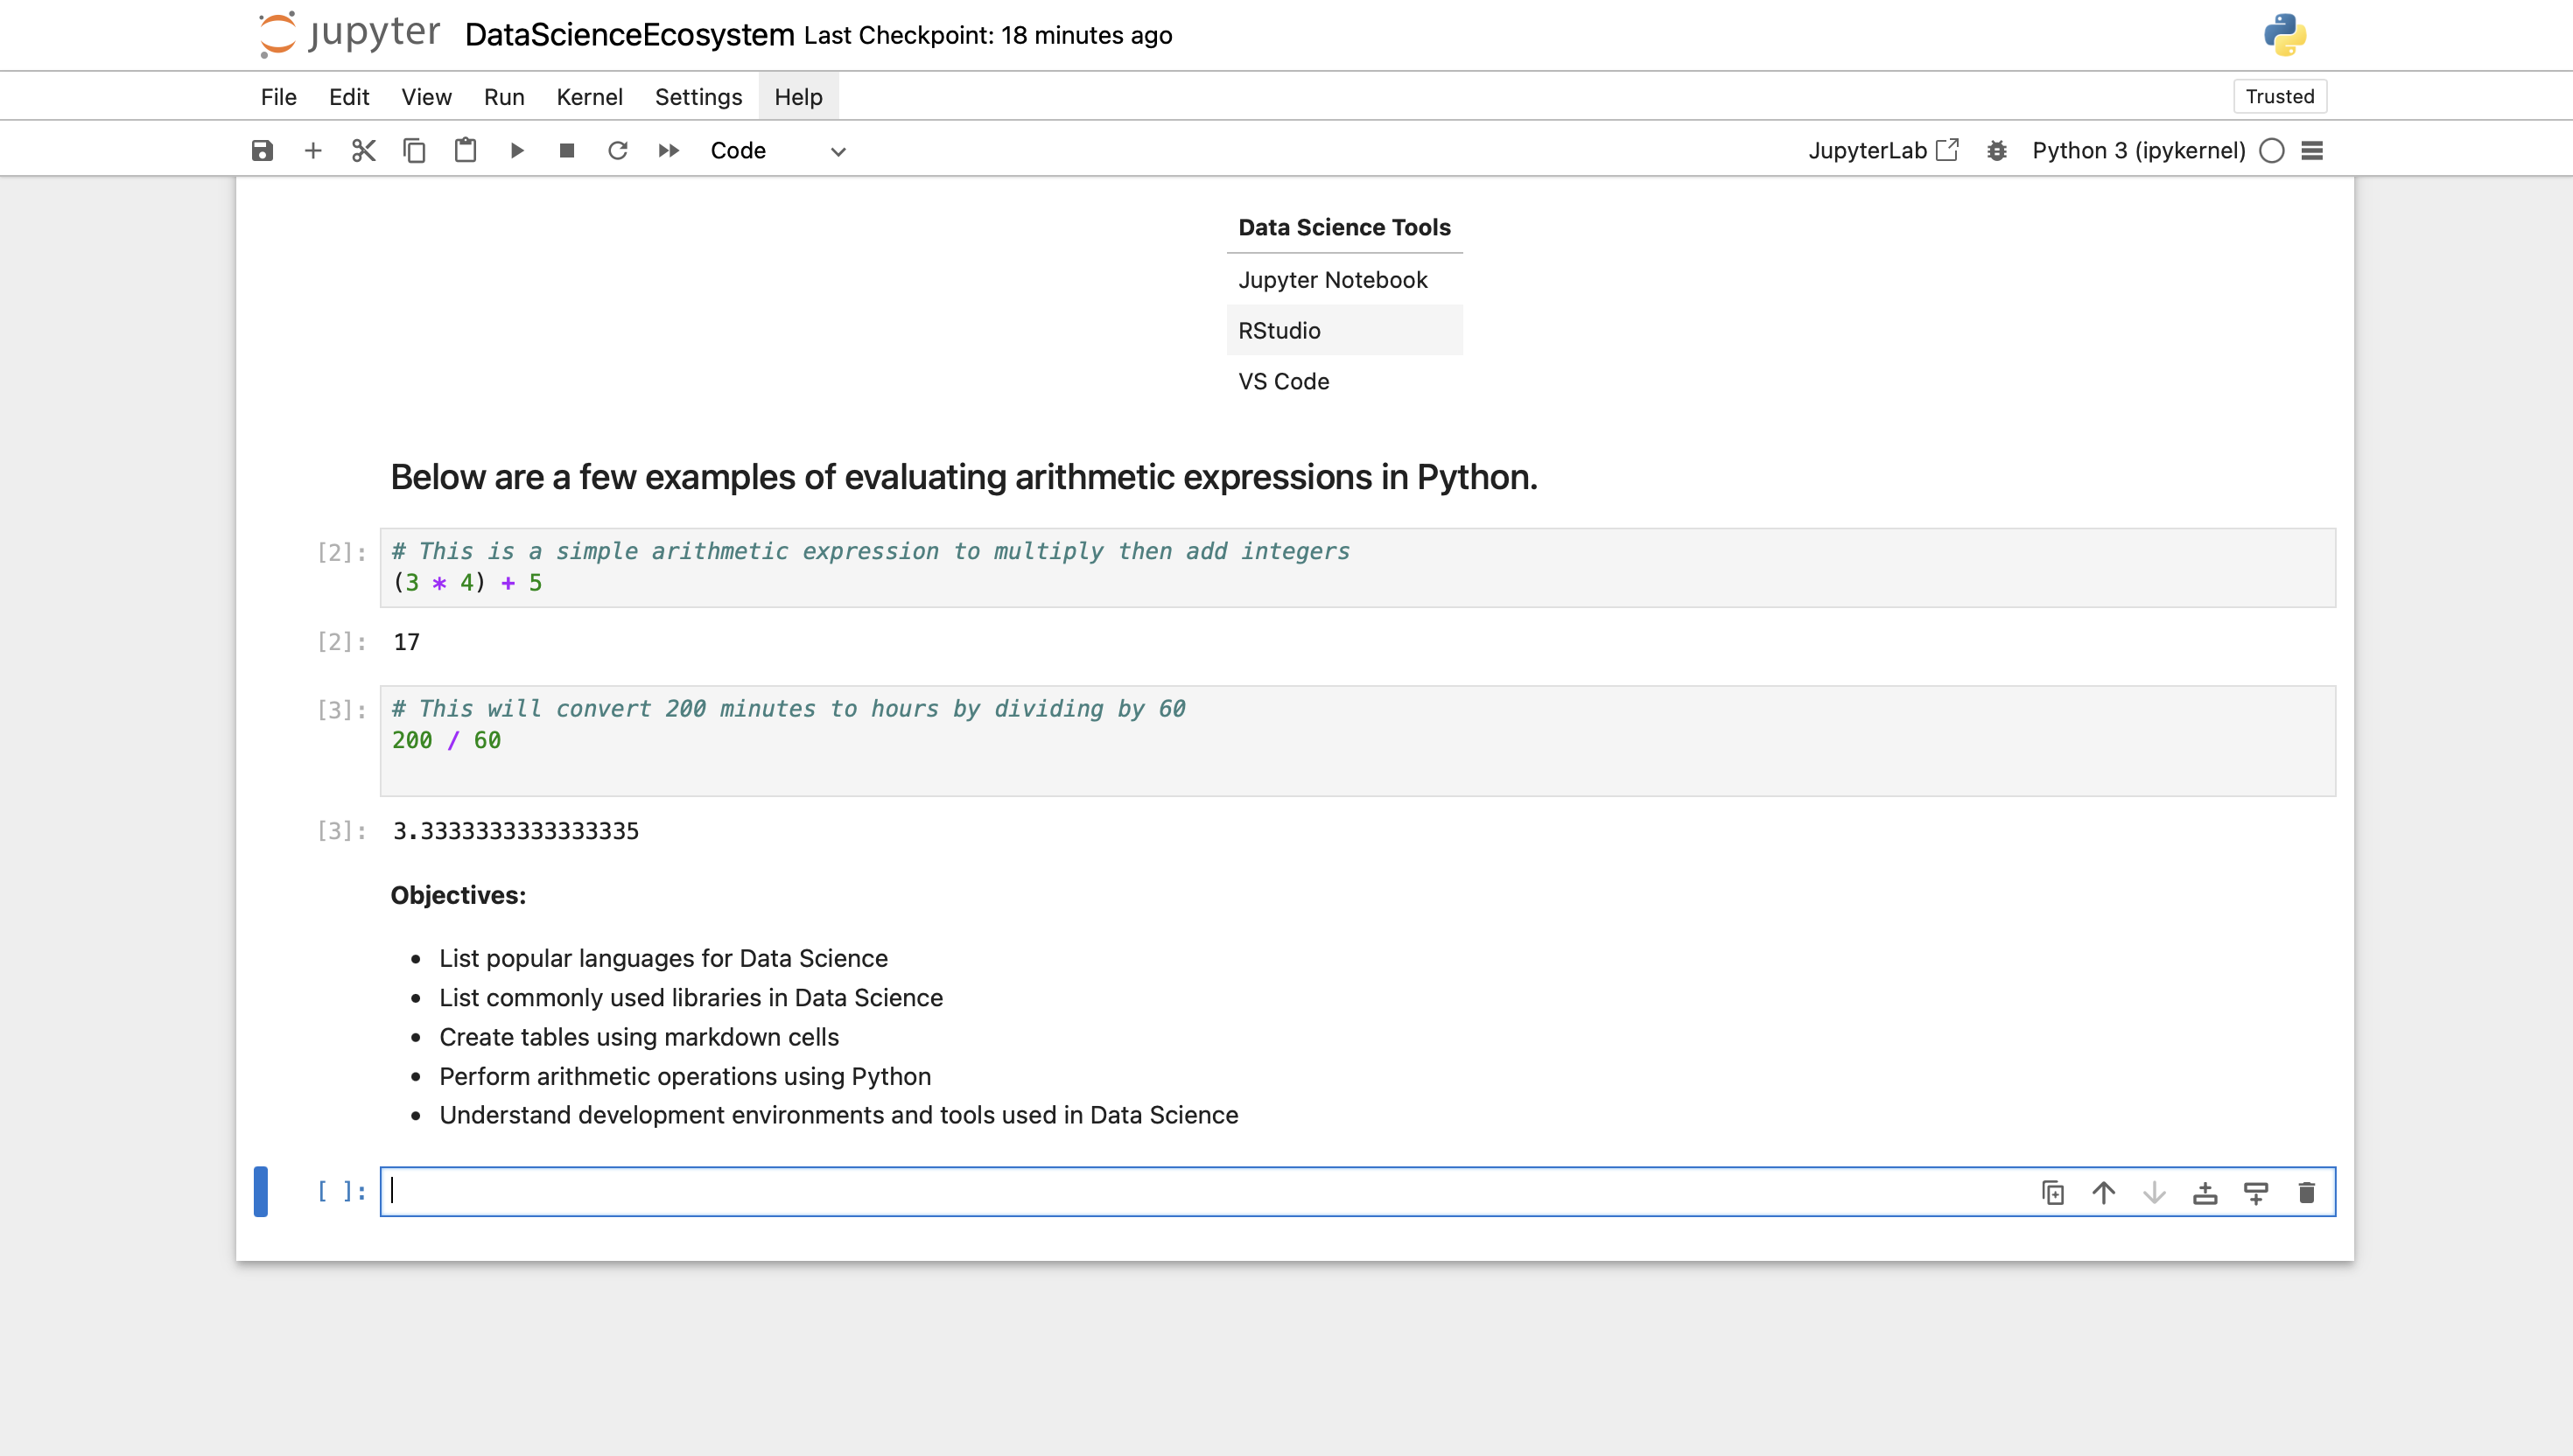 jupyter DataScienceEcosystem Last Checkpoint: 18 minutes ago
File Edit View Run Kernel Settings Help Trusted
Code JupyterLab Python 3 (ipykernel)
Data Science Tools
Jupyter Notebook
RStudio
VS Code
Below are a few examples of evaluating arithmetic expressions in Python.
[2]: # This is a simple arithmetic expression to multiply then add integers
(3 * 4) + 5
[2]: 17
[3]: # This will convert 200 minutes to hours by dividing by 60
200 / 60
[3]: 3.3333333333333335
Objectives:
• List popular languages for Data Science
• List commonly used libraries in Data Science
• Create tables using markdown cells
• Perform arithmetic operations using Python
• Understand development environments and tools used in Data Science
[ ]: